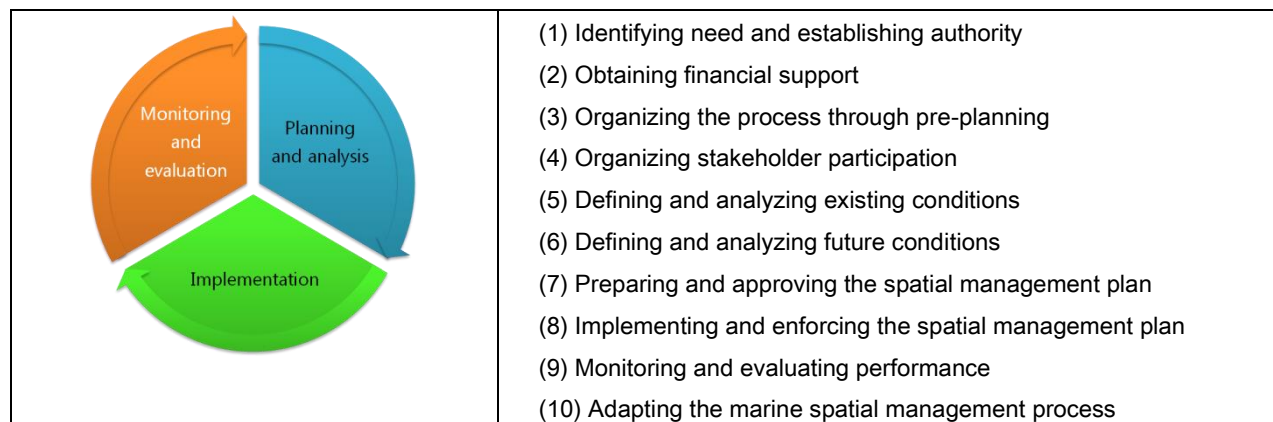 Monitoring
and
evaluation
Planning
and analysis
Implementation
(1) Identifying need and establishing authority
(2) Obtaining financial support
(3) Organizing the process through pre-planning
(4) Organizing stakeholder participation
(5) Defining and analyzing existing conditions
(6) Defining and analyzing future conditions
(7) Preparing and approving the spatial management plan
(8) Implementing and enforcing the spatial management plan
(9) Monitoring and evaluating performance
(10) Adapting the marine spatial management process